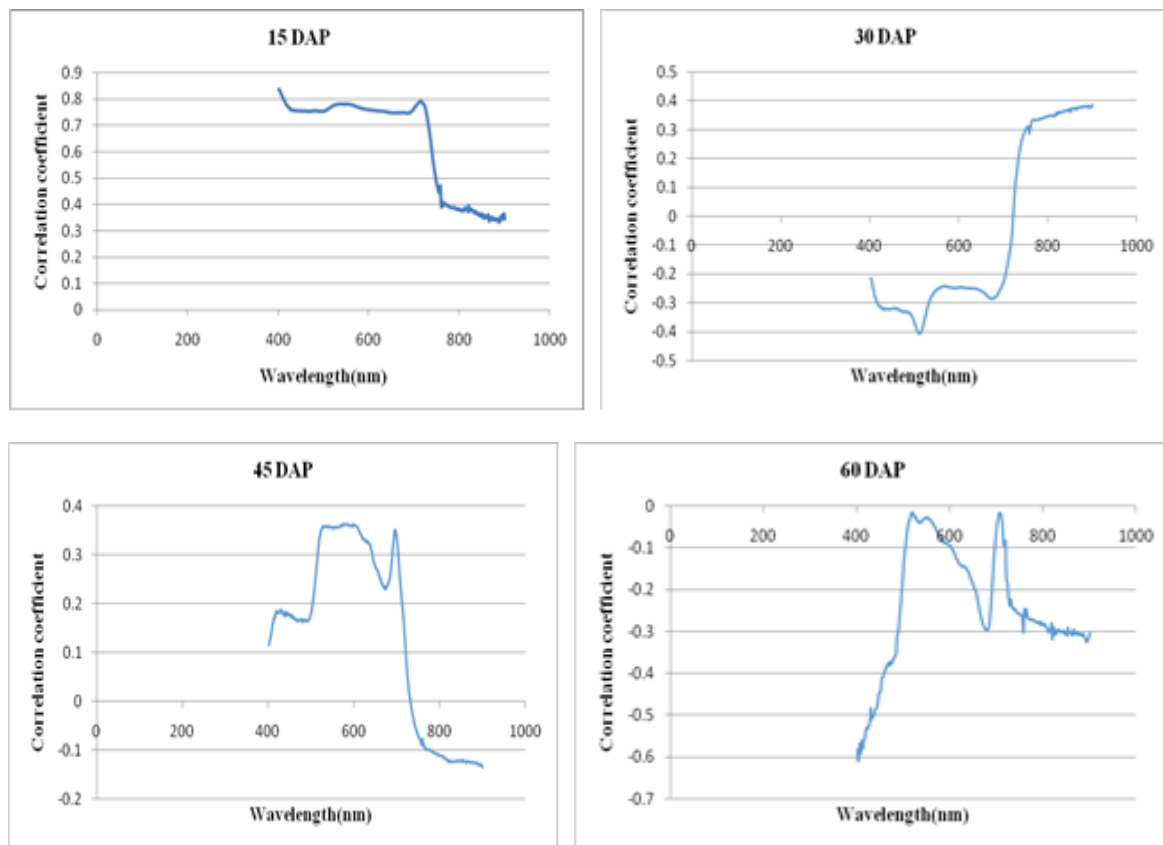 15 DAP
Correlation coefficient
0.9
0.8
0.7
0.6
0.5
0.4
0.3
0.2
0.1
0
0 200 400 600 800 1000
Wavelength(nm)
30 DAP
Correlation coefficient
0.5
0.4
0.3
0.2
0.1
0
-0.1
-0.2
-0.3
-0.4
-0.5
0 200 400 600 800 1000
Wavelength(nm)
45 DAP
Correlation coefficient
0.4
0.3
0.2
0.1
0
-0.1
-0.2
0 200 400 600 800 1000
Wavelength(nm)
60 DAP
Correlation coefficient
0
-0.1
-0.2
-0.3
-0.4
-0.5
-0.6
-0.7
0 200 400 600 800 1000
Wavelength(nm)